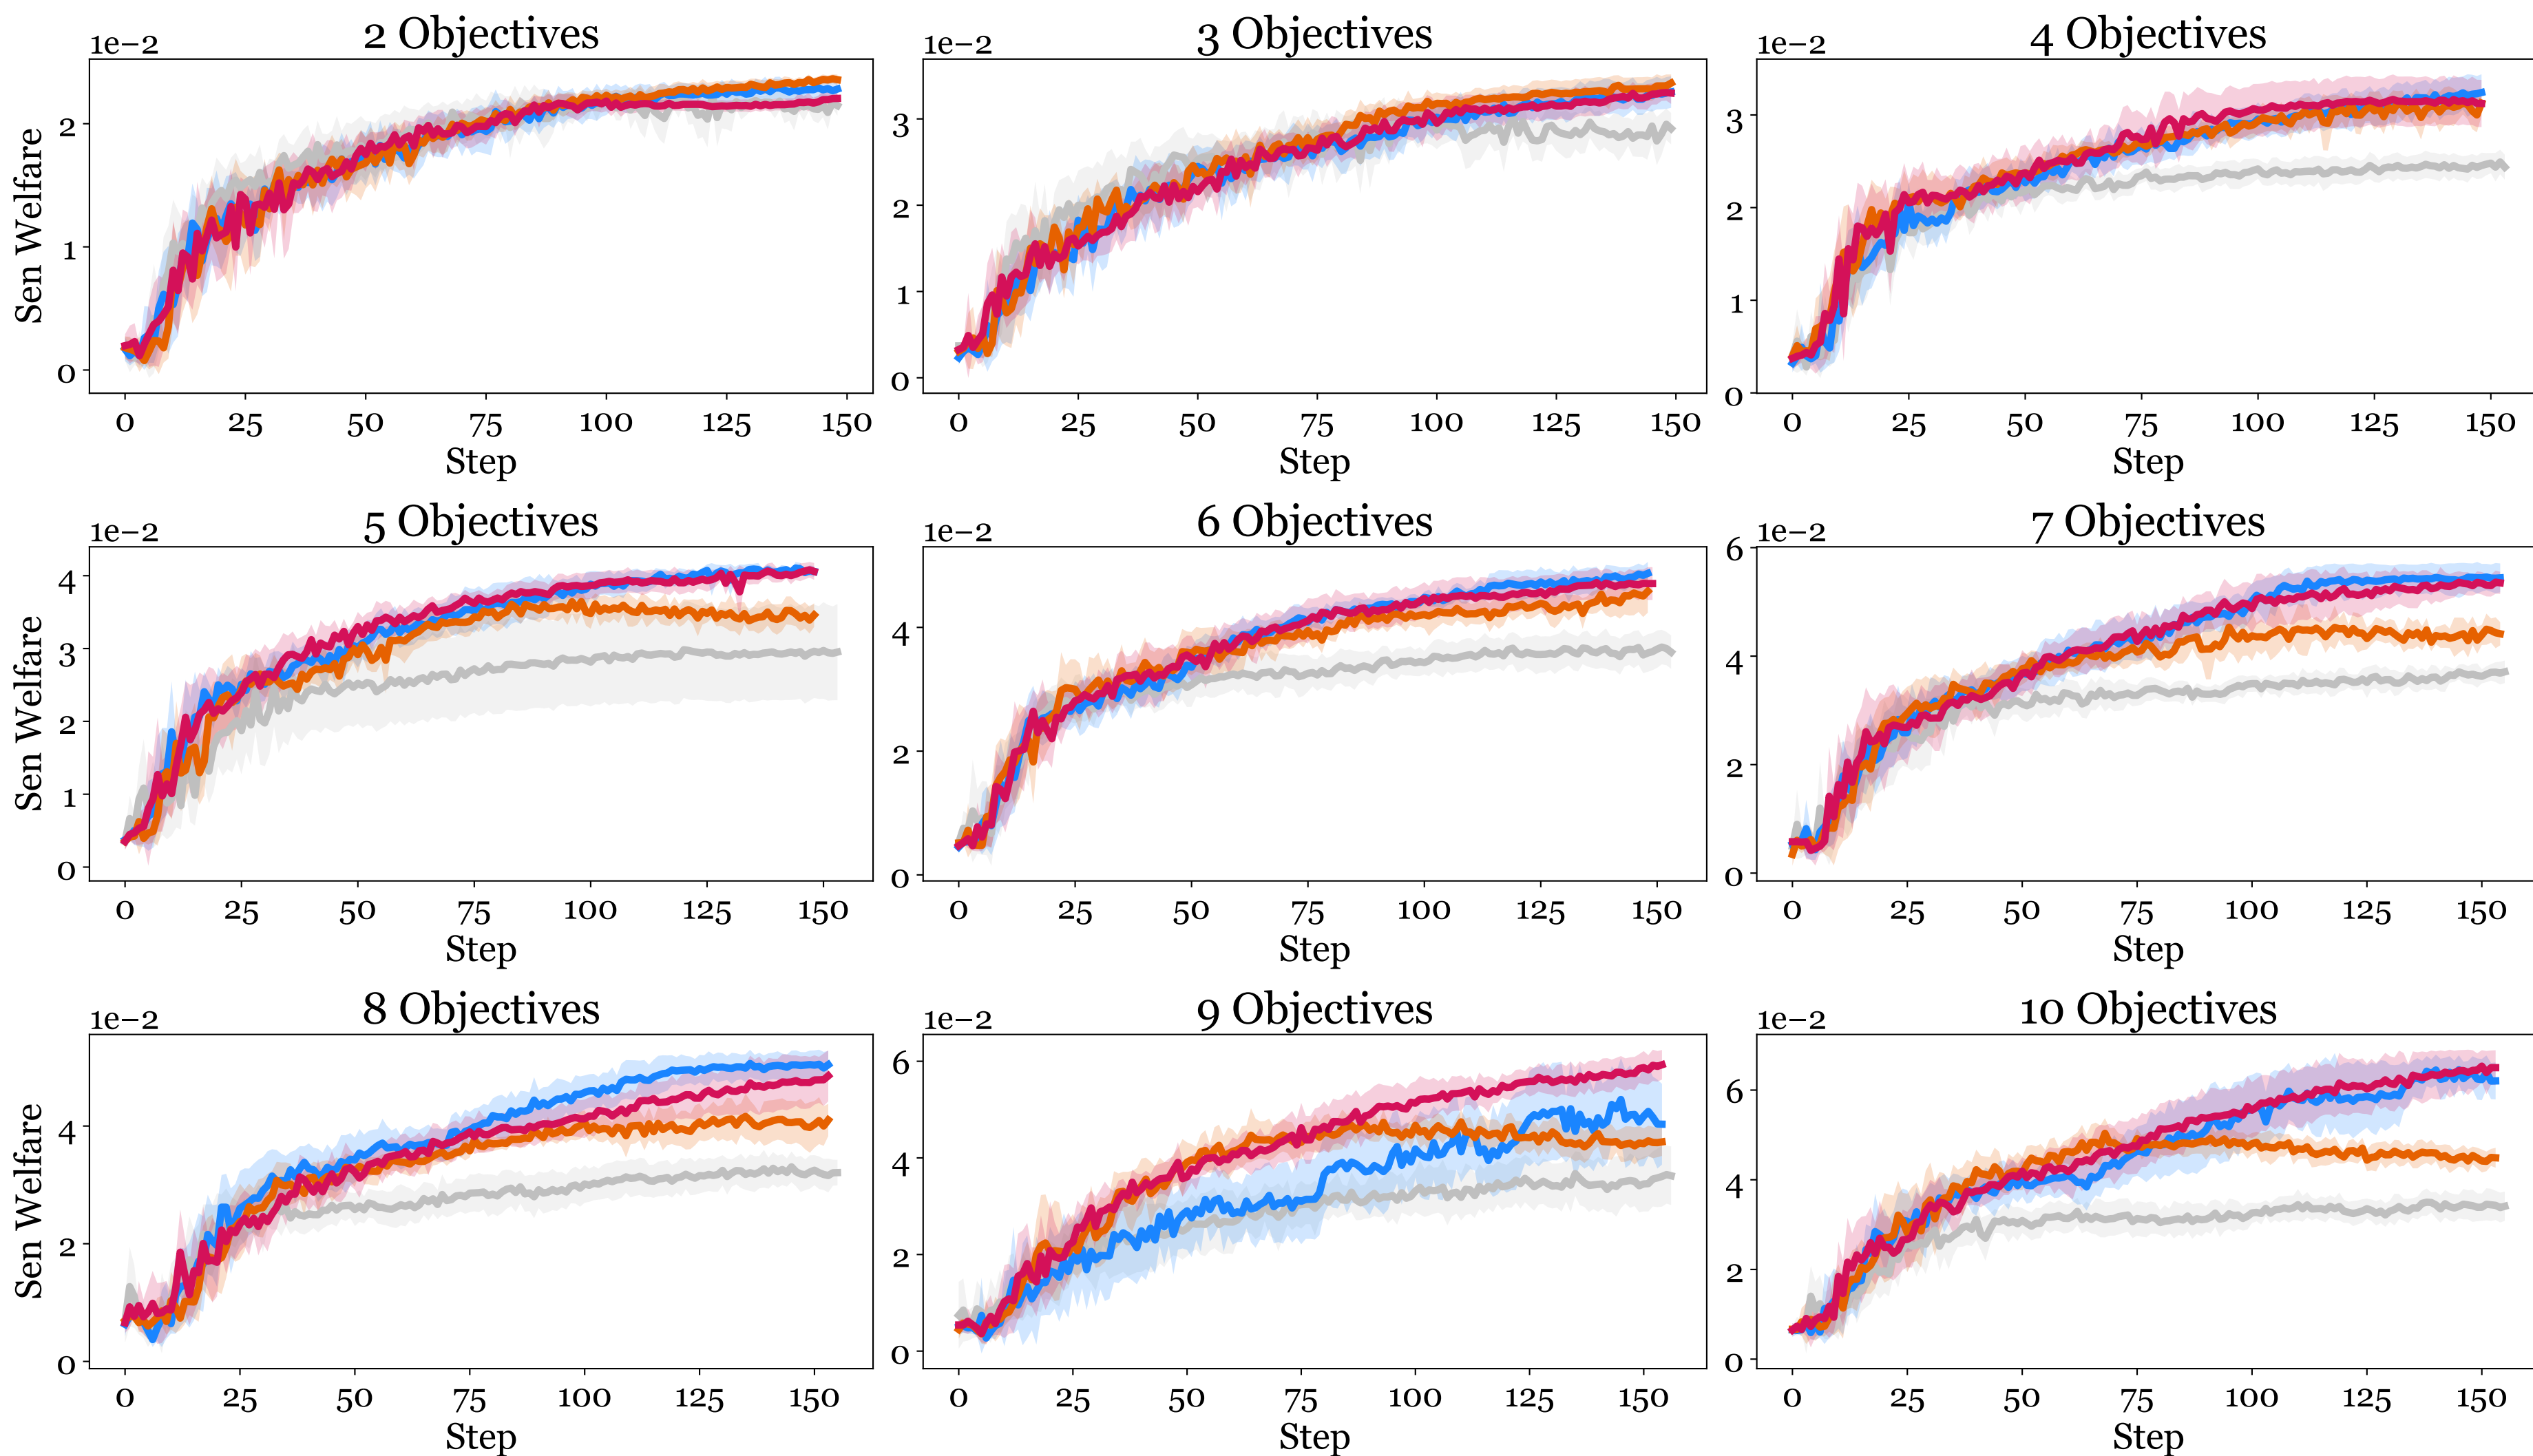 2 Objectives
1e−2
Sen Welfare
2
1
0
0 25 50 75 100 125 150
Step
3 Objectives
1e−2
3
2
1
0
0 25 50 75 100 125 150
Step
4 Objectives
1e−2
3
2
1
0
0 25 50 75 100 125 150
Step
5 Objectives
1e−2
Sen Welfare
4
3
2
1
0
0 25 50 75 100 125 150
Step
6 Objectives
1e−2
4
2
0
0 25 50 75 100 125 150
Step
7 Objectives
1e−2
6
4
2
0
0 25 50 75 100 125 150
Step
8 Objectives
1e−2
Sen Welfare
4
2
0
0 25 50 75 100 125 150
Step
9 Objectives
1e−2
6
4
2
0
0 25 50 75 100 125 150
Step
10 Objectives
1e−2
6
4
2
0
0 25 50 75 100 125 150
Step